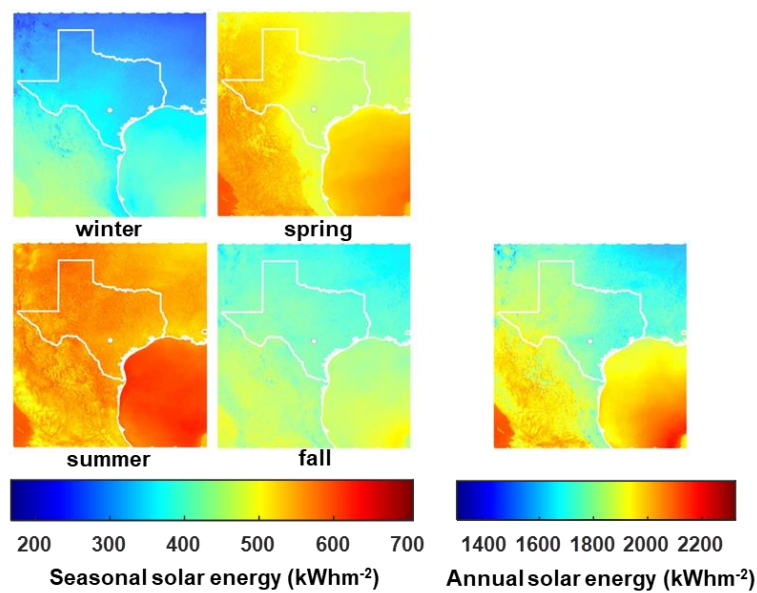 winter
spring
summer
fall
200 300 400 500 600 700
Seasonal solar energy (kWhm-2)
1400 1600 1800 2000 2200
Annual solar energy (kWhm-2)